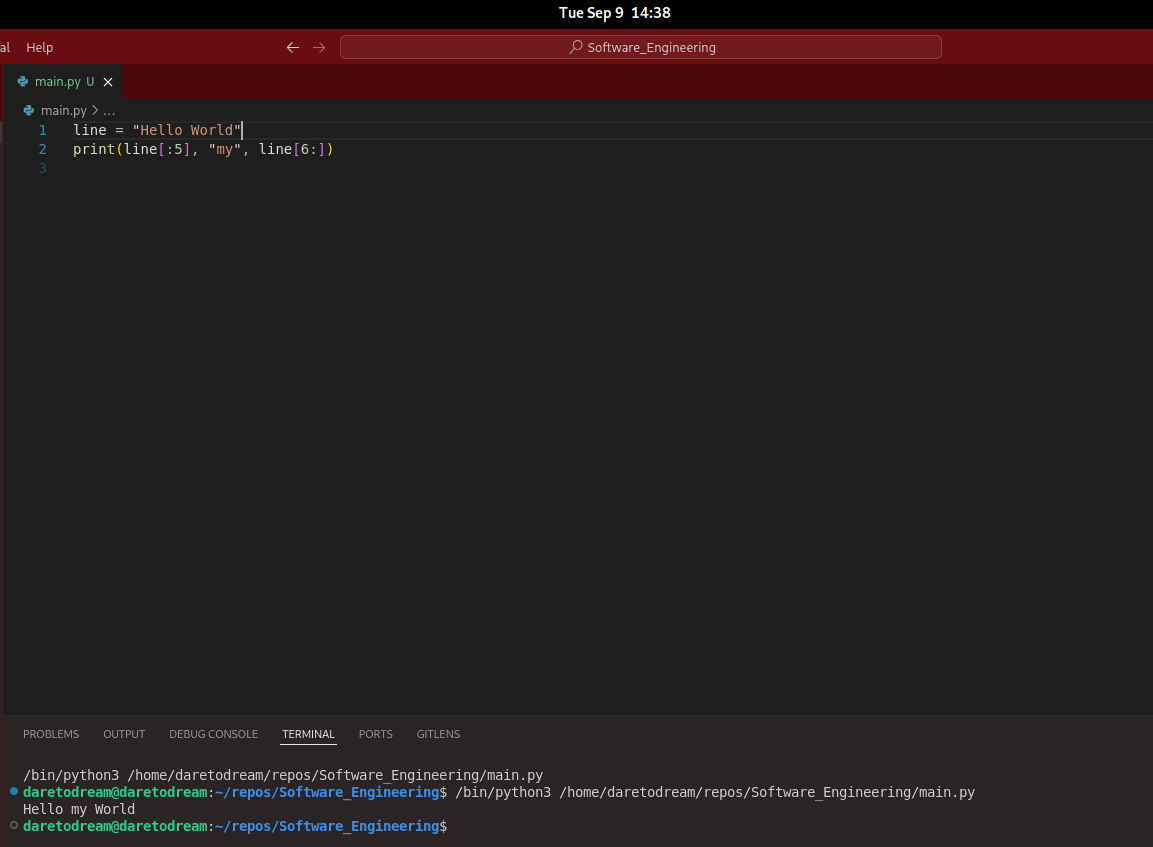 Tue Sep 9 14:38
al Help Software_Engineering
main.py U
main.py > ...
1 line = "Hello World"
2 print(line[:5], "my", line[6:])
3
PROBLEMS OUTPUT DEBUG CONSOLE TERMINAL PORTS GITLENS
/bin/python3 /home/daretodream/repos/Software_Engineering/main.py
daretodream@daretodream:~/repos/Software_Engineering$ /bin/python3 /home/daretodream/repos/Software_Engineering/main.py
Hello my World
daretodream@daretodream:~/repos/Software_Engineering$